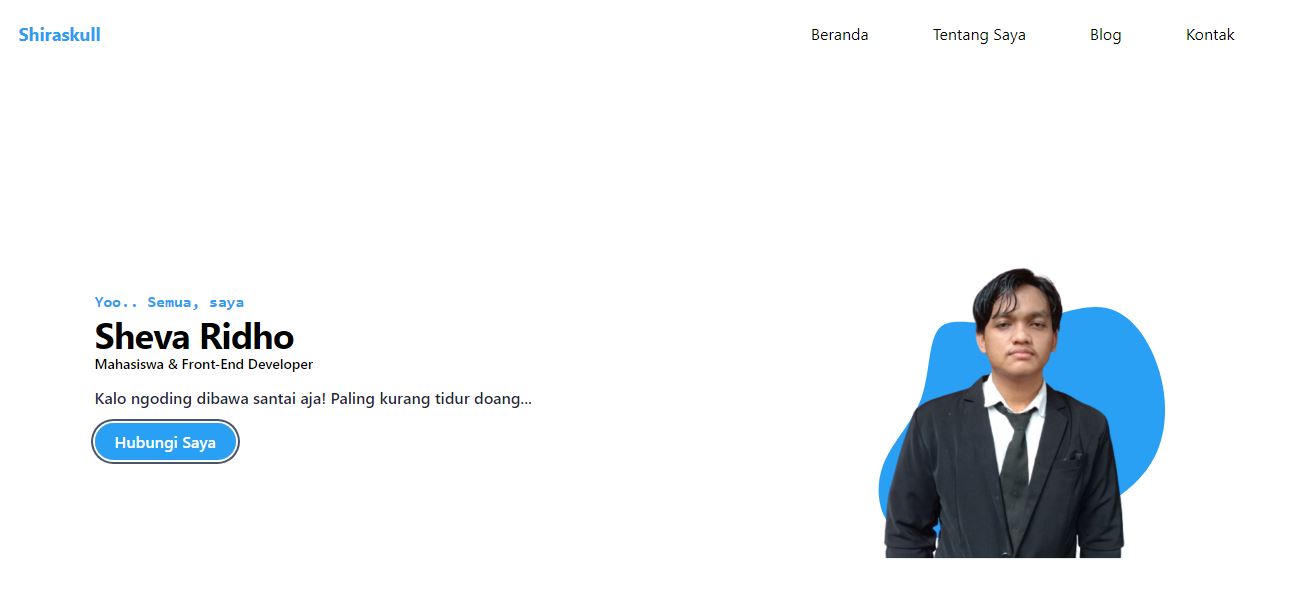 Shiraskull
Beranda
Tentang Saya
Blog
Kontak
Yoo.. Semua, saya
Sheva Ridho
Mahasiswa & Front-End Developer
Kalo ngoding dibawa santai aja! Paling kurang tidur doang...
Hubungi Saya